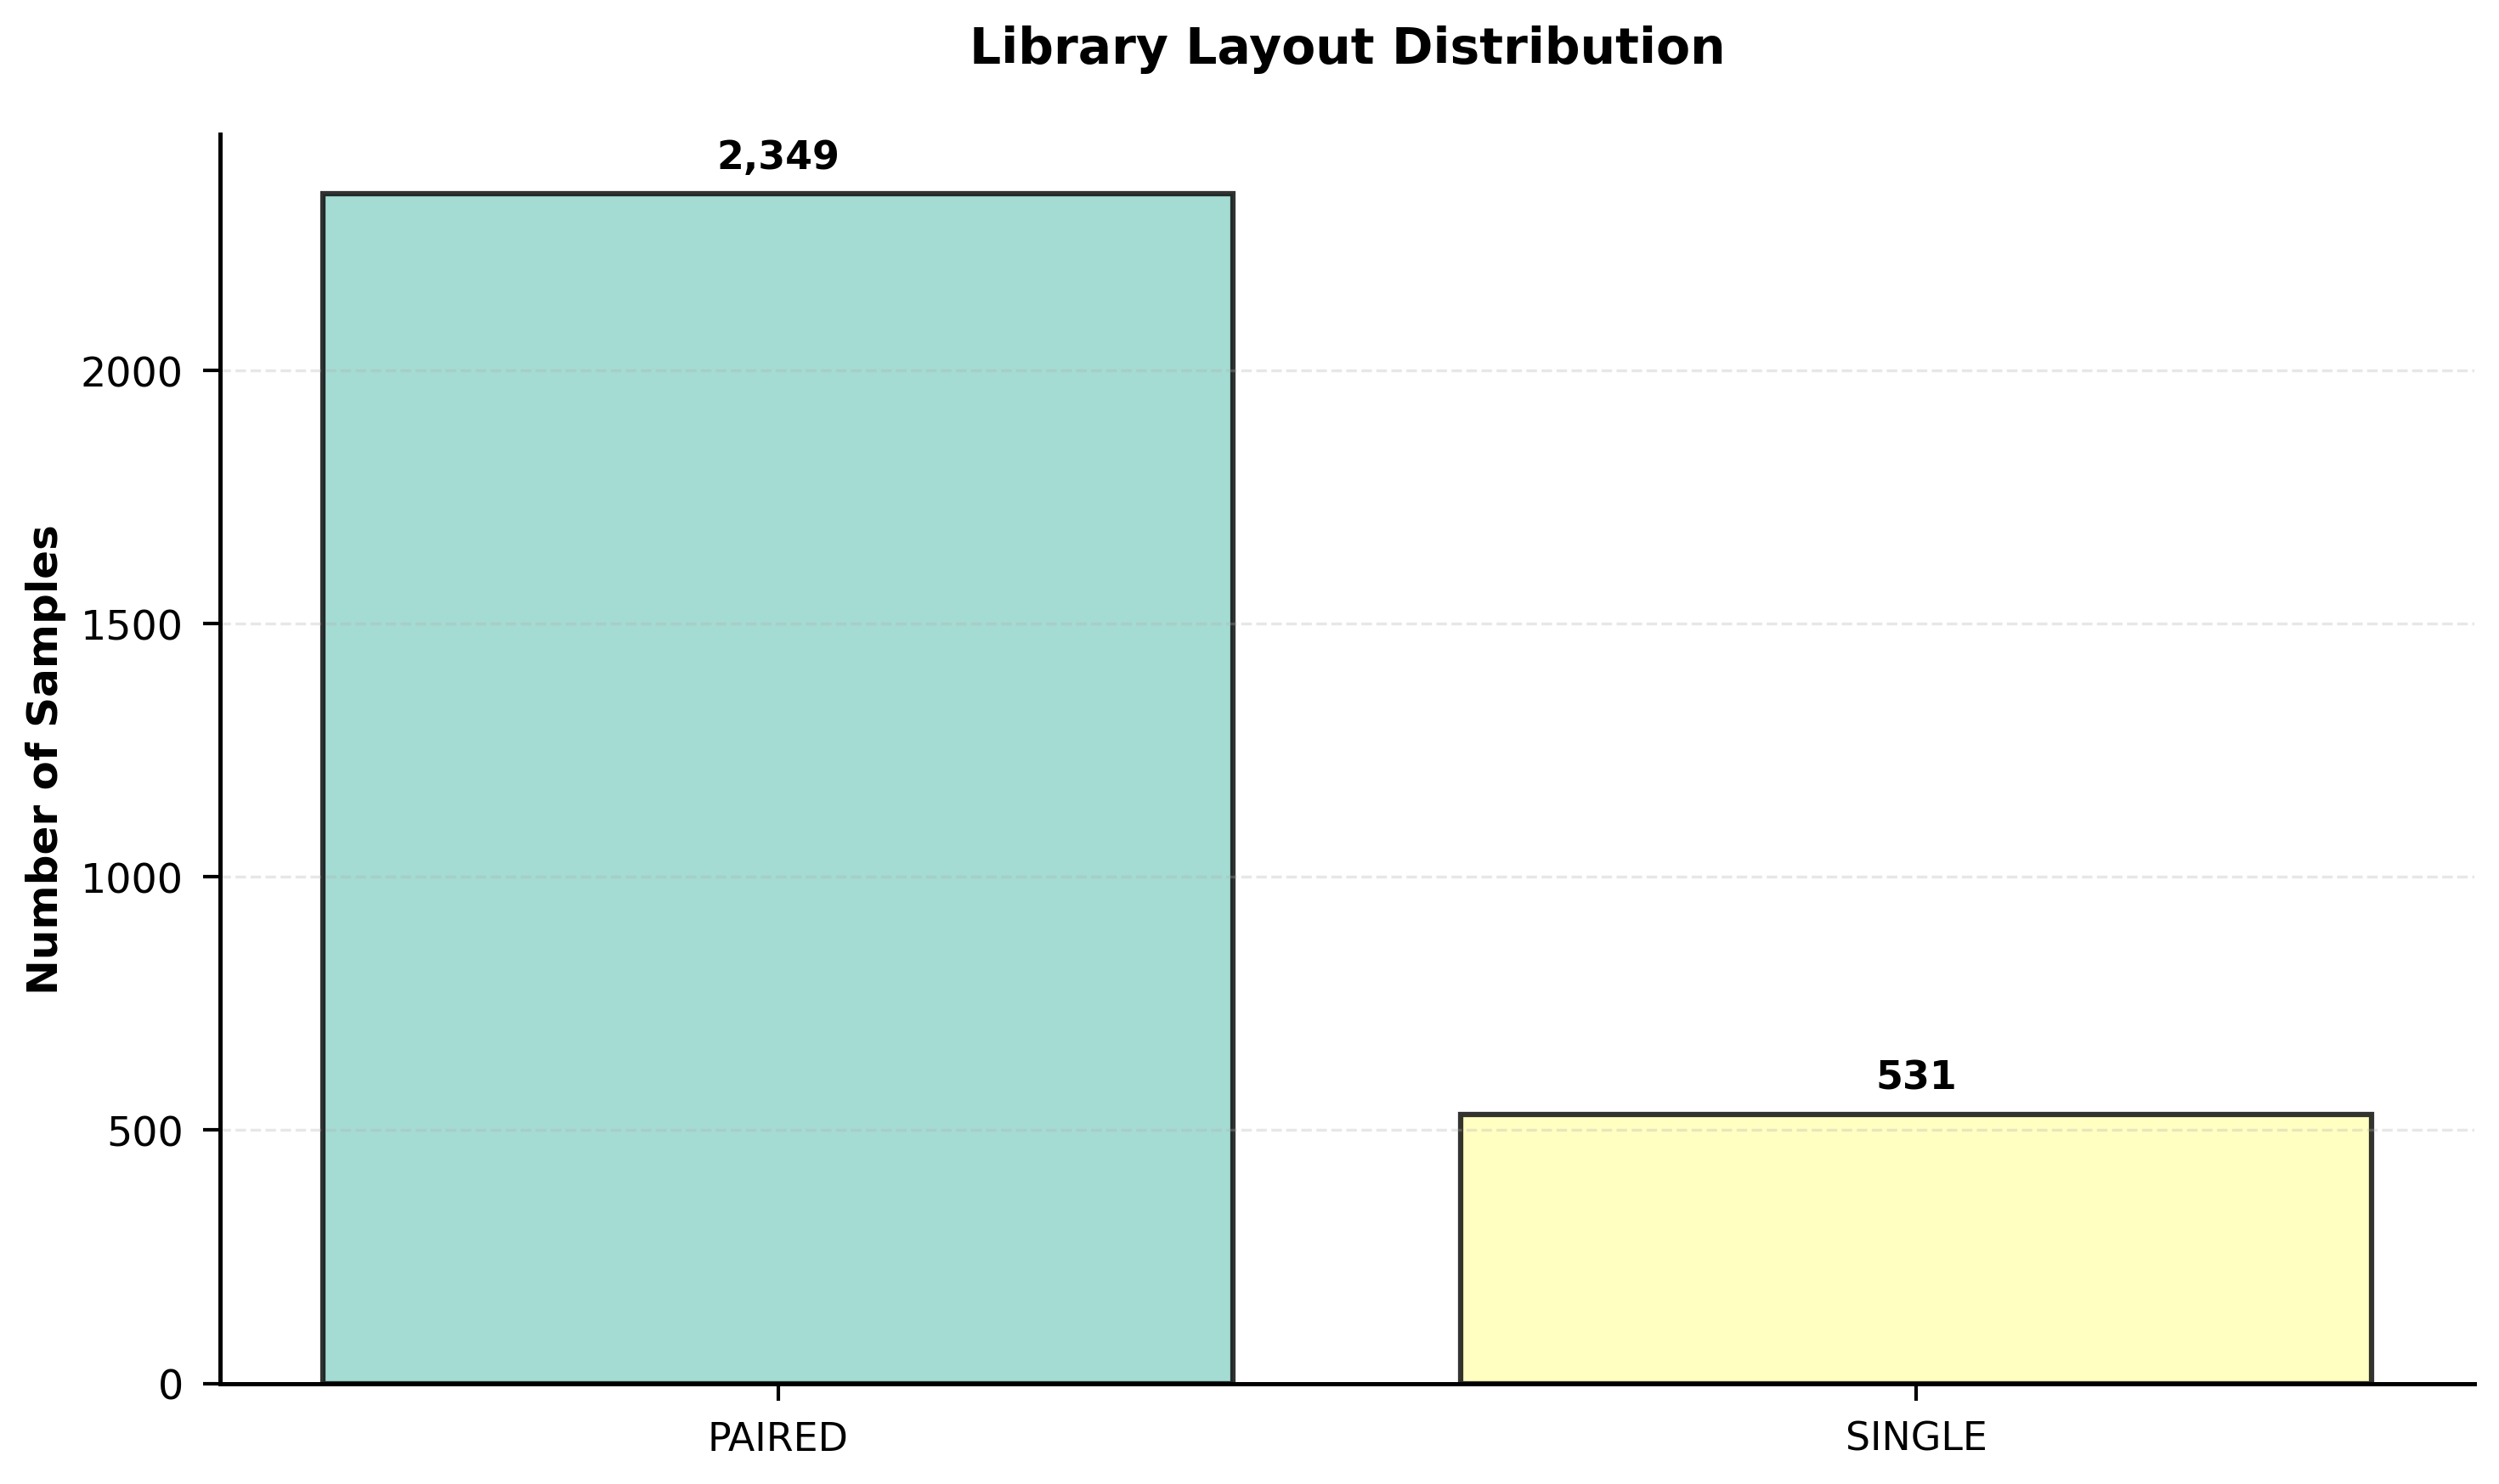 Library Layout Distribution
Number of Samples
2000
1500
1000
500
0
2,349
531
PAIRED
SINGLE